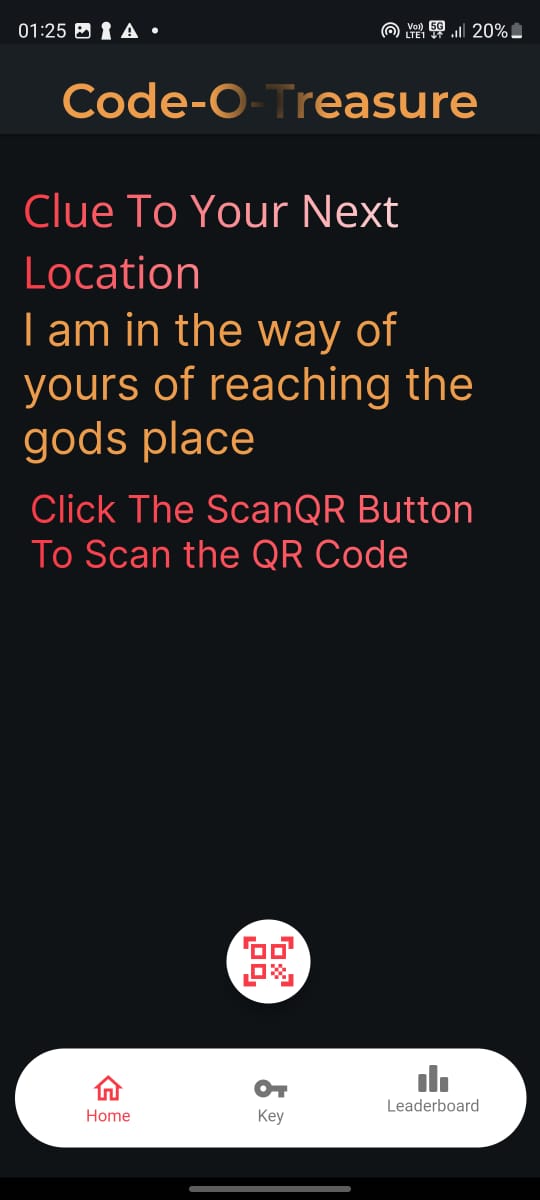 01:25
Vo)) LTE1 5G 20%
Code-O-Treasure
Clue To Your Next
Location
I am in the way of
yours of reaching the
gods place
Click The ScanQR Button
To Scan the QR Code
Home
Key
Leaderboard